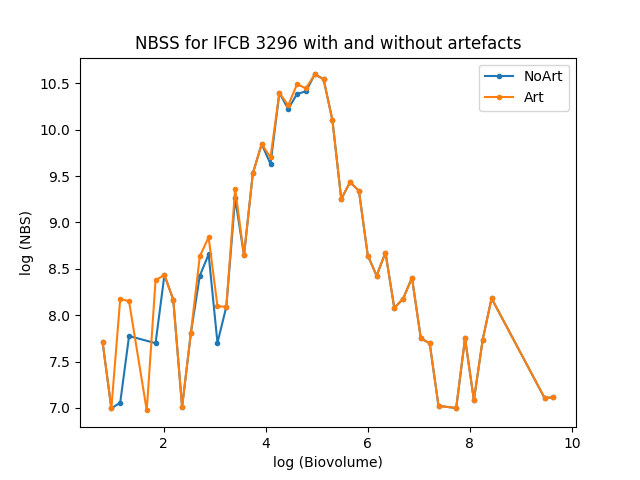 NBSS for IFCB 3296 with and without artefacts
NoArt
Art
10.5
10.0
9.5
9.0
8.5
8.0
7.5
7.0
log (NBS)
2
4
6
8
10
log (Biovolume)